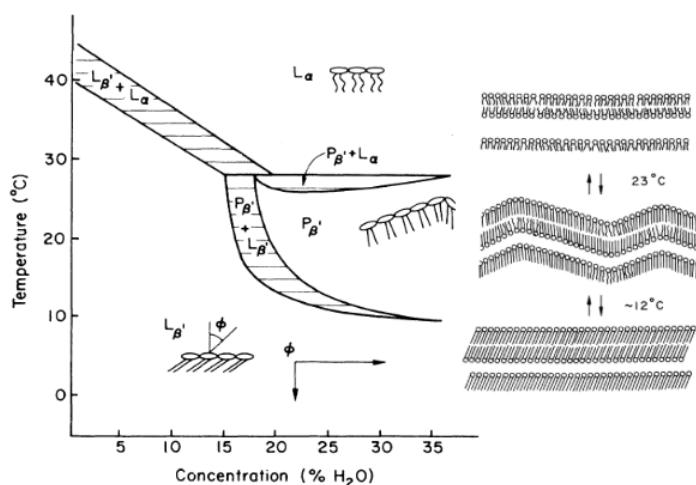 Temperature (°C)
40
30
20
10
0
Lβ' + Lα
Lα
Pβ' + Lα
Pβ' + Lβ'
Pβ'
Lβ'
ϕ
ϕ
5 10 15 20 25 30 35
Concentration (% H₂O)
23°C
~12°C